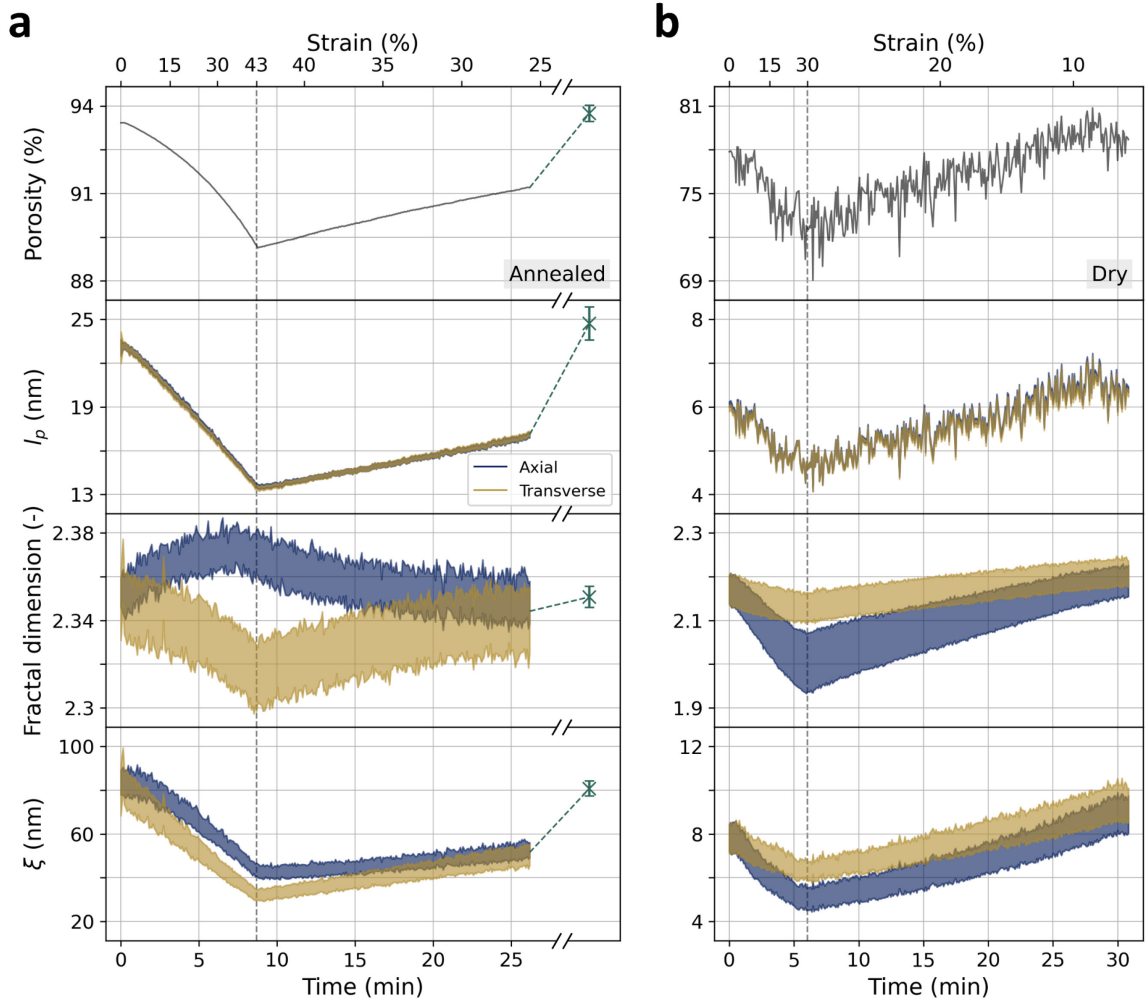 a
Strain (%)
0 15 30 43 40 35 30 25
94
91
88
Porosity (%)
Annealed
25
19
13
lₚ (nm)
Axial
Transverse
2.38
2.34
2.3
Fractal dimension (-)
100
60
20
ξ (nm)
0 5 10 15 20 25
Time (min)
b
Strain (%)
0 15 30 20 10
81
75
69
Dry
8
6
4
2.3
2.1
1.9
12
8
4
0 5 10 15 20 25 30
Time (min)